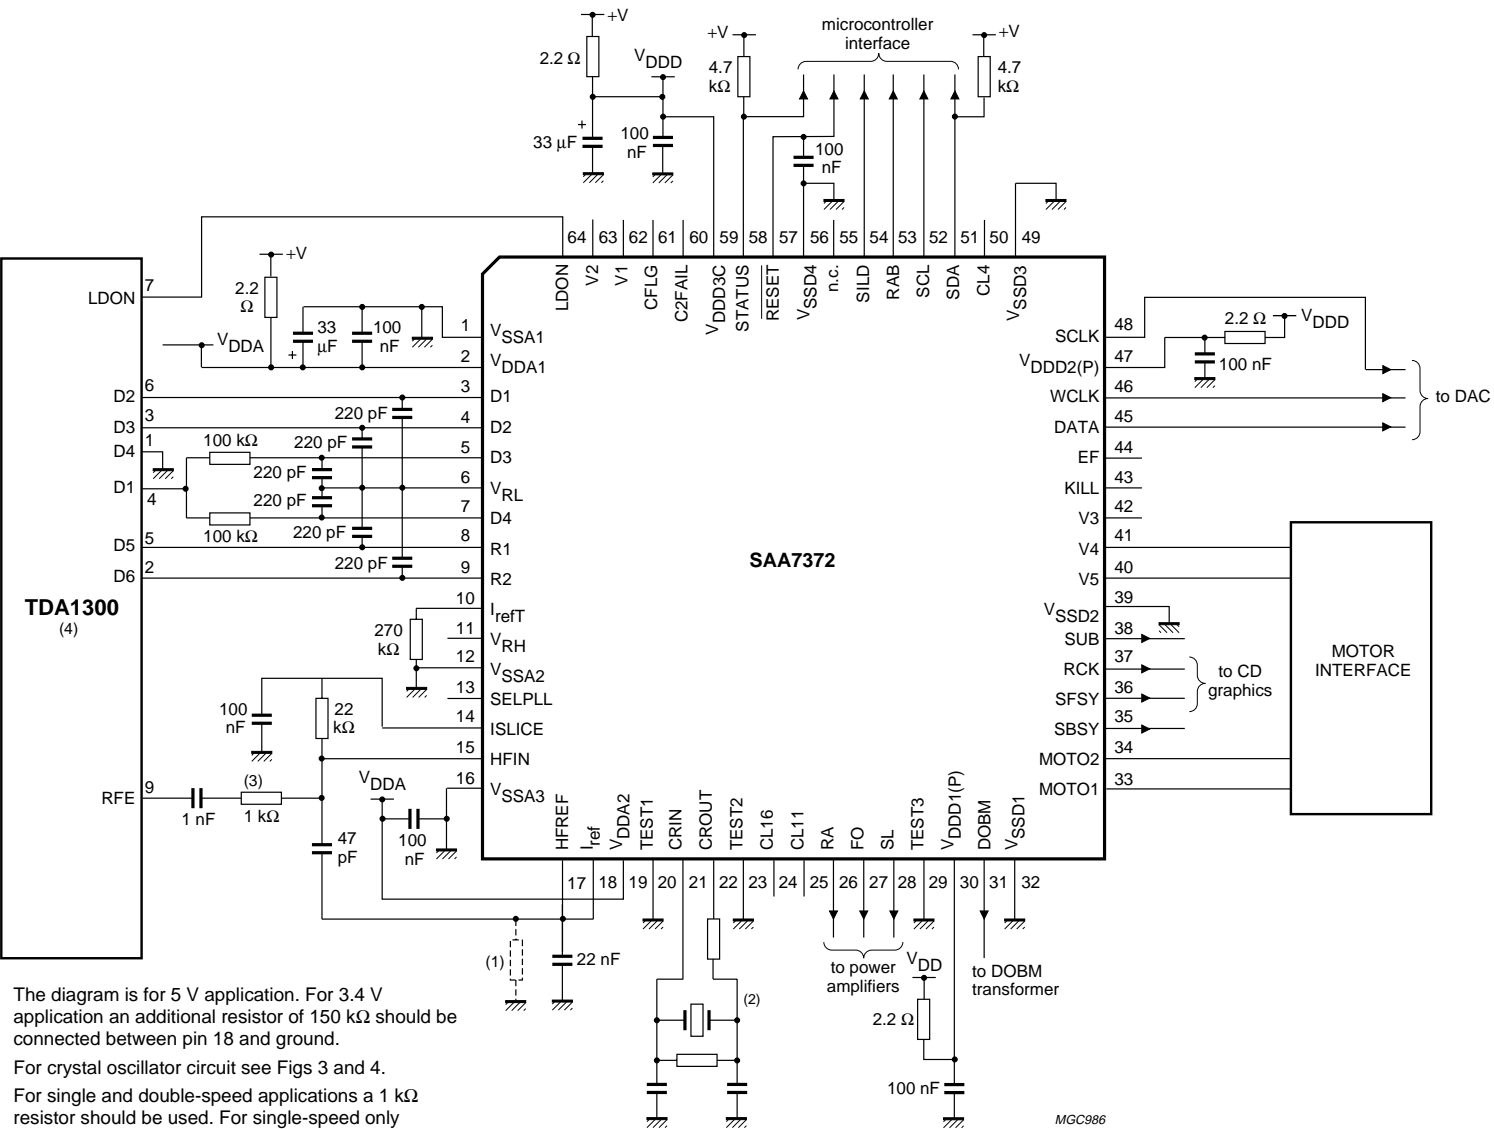 +V
2.2 Ω
VDDD
33 μF
+
100 nF
+V
4.7 kΩ
microcontroller interface
+V
4.7 kΩ
100 nF
64 63 62 61 60 59 58 57 56 55 54 53 52 51 50 49
LDON
V2
V1
CFLG
C2FAIL
VDDD3C
STATUS
RESET
VSSD4
n.c.
SILD
RAB
SCL
SDA
CL4
VSSD3
LDON
7
+V
2.2 Ω
VDDA
33 μF
+
100 nF
1 VSSA1
2 VDDA1
D2 6
3 D1
220 pF
D3 3
4 D2
220 pF
D4 1
100 kΩ
5 D3
220 pF
D1 4
6 VRL
220 pF
100 kΩ
7 D4
220 pF
D5 5
8 R1
220 pF
D6 2
9 R2
TDA1300
(4)
10 IrefT
270 kΩ
11 VRH
12 VSSA2
13 SELPLL
100 nF
22 kΩ
14 ISLICE
15 HFIN
16 VSSA3
RFE 9
1 nF
(3)
1 kΩ
VDDA
100 nF
47 pF
SAA7372
SCLK 48
2.2 Ω
VDDD
100 nF
VDDD2(P) 47
WCLK 46
to DAC
DATA 45
EF 44
KILL 43
V3 42
V4 41
V5 40
VSSD2 39
SUB 38
RCK 37
to CD graphics
SFSY 36
SBSY 35
MOTO2 34
MOTO1 33
MOTOR
INTERFACE
HFREF
Iref
VDDA2
TEST1
CRIN
CROUT
TEST2
CL16
CL11
RA
FO
SL
TEST3
VDDD1(P)
DOBM
VSSD1
17 18 19 20 21 22 23 24 25 26 27 28 29 30 31 32
(1)
22 nF
(2)
to power
amplifiers
VDD
2.2 Ω
100 nF
to DOBM
transformer
The diagram is for 5 V application. For 3.4 V
application an additional resistor of 150 kΩ should be
connected between pin 18 and ground.
For crystal oscillator circuit see Figs 3 and 4.
For single and double-speed applications a 1 kΩ
resistor should be used. For single-speed only
MGC986